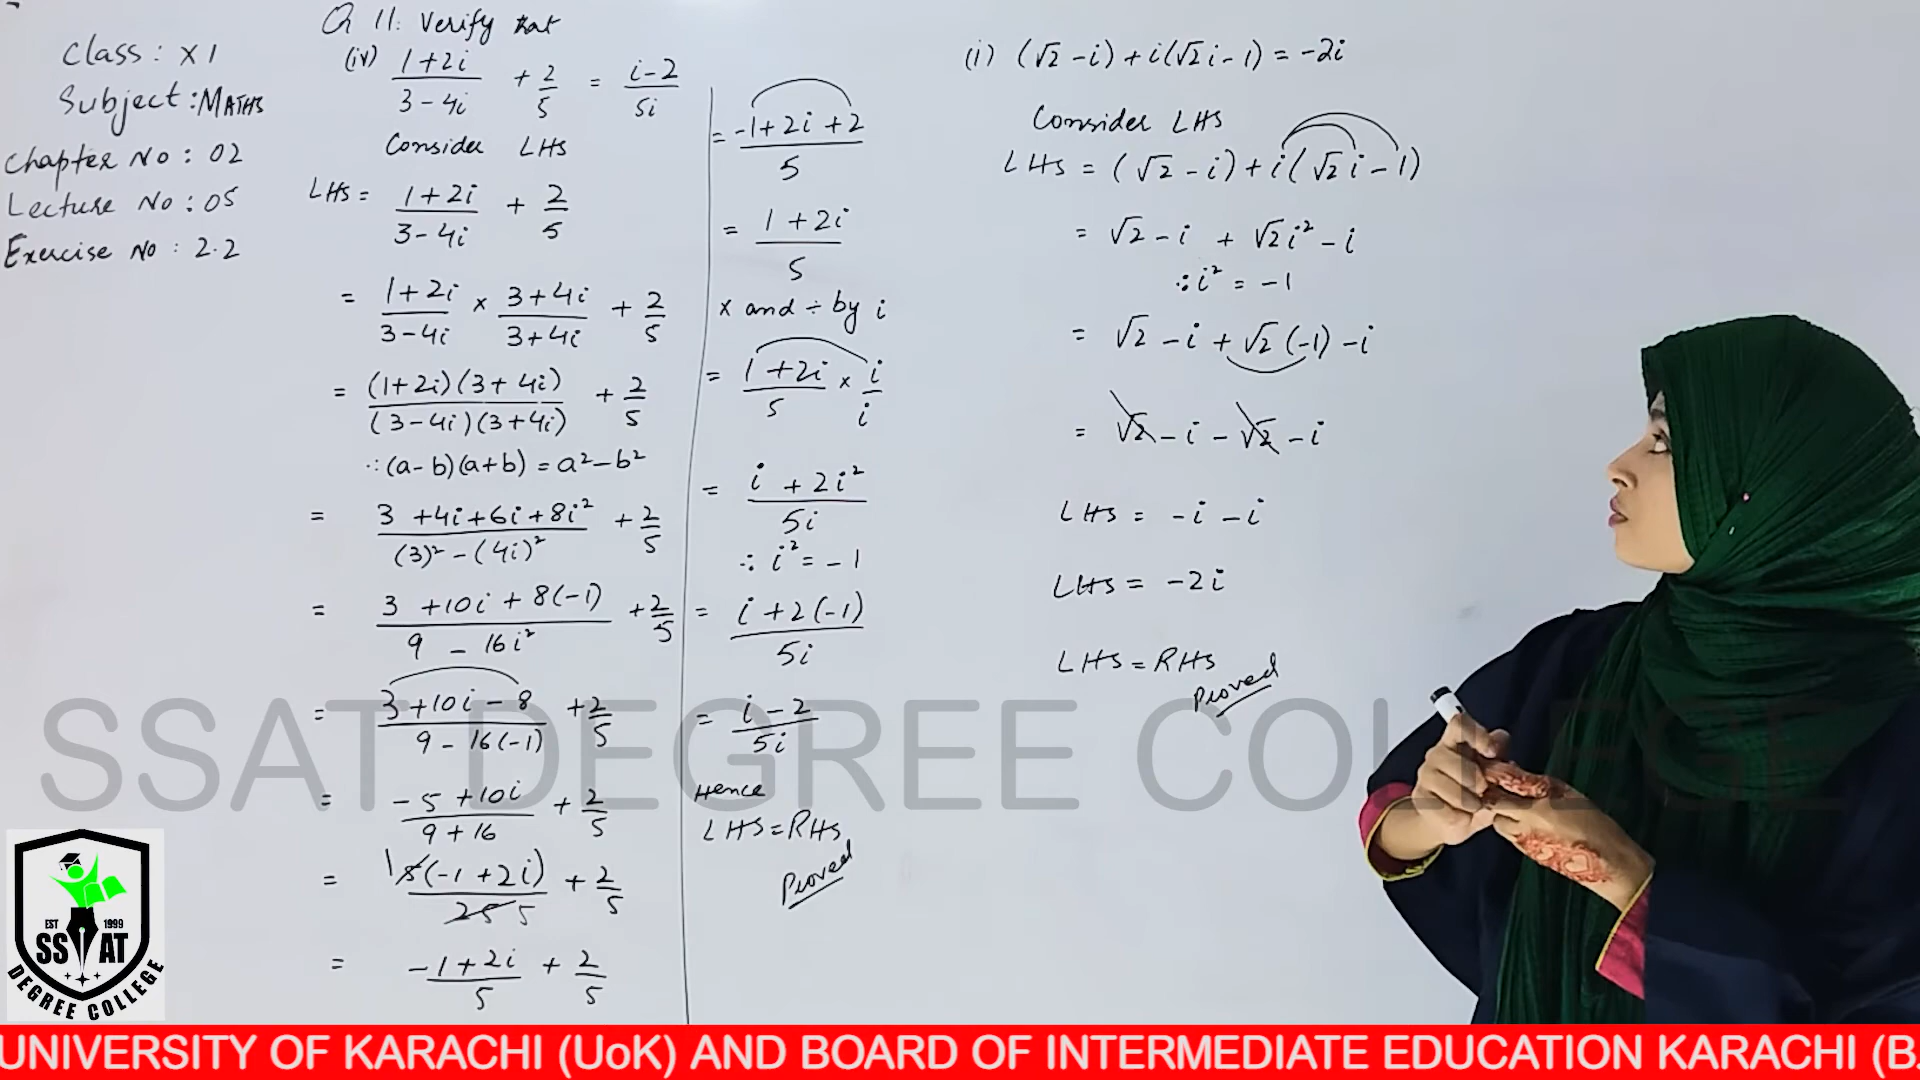 Class: XI
Subject: MATHS
Chapter No: 02
Lecture No: 05
Exercise No: 2.2
Q 11: Verify that
(iv) (1+2i)/(3-4i) + 2/5 = (i-2)/5i
Consider LHS
LHS = (1+2i)/(3-4i) + 2/5
= (1+2i)/(3-4i) × (3+4i)/(3+4i) + 2/5
= (1+2i)(3+4i)/(3-4i)(3+4i) + 2/5
∵ (a-b)(a+b) = a²-b²
= (3+4i+6i+8i²)/((3)²-(4i)²) + 2/5
= (3+10i+8(-1))/(9-16i²) + 2/5
= (3+10i-8)/(9-16(-1)) + 2/5
= (-5+10i)/(9+16) + 2/5
= 1 5(-1+2i)/25 5 + 2/5
= (-1+2i)/5 + 2/5
= (-1+2i+2)/5
= (1+2i)/5
× and ÷ by i
= (1+2i)/5 × i/i
= (i+2i²)/5i
∴ i² = -1
= (i+2(-1))/5i
= (i-2)/5i
Hence
LHS=RHS
Proved
(i) (√2-i)+i(√2i-1)=-2i
Consider LHS
LHS = (√2-i)+i(√2i-1)
= √2-i+√2i²-i
∴ i² = -1
= √2-i+√2(-1)-i
= √2-i-√2-i
LHS = -i-i
LHS = -2i
LHS=RHS
Proved
SSAT DEGREE COLLEGE
EST 1999
SSAT
DEGREE COLLEGE
UNIVERSITY OF KARACHI (UoK) AND BOARD OF INTERMEDIATE EDUCATION KARACHI (B.